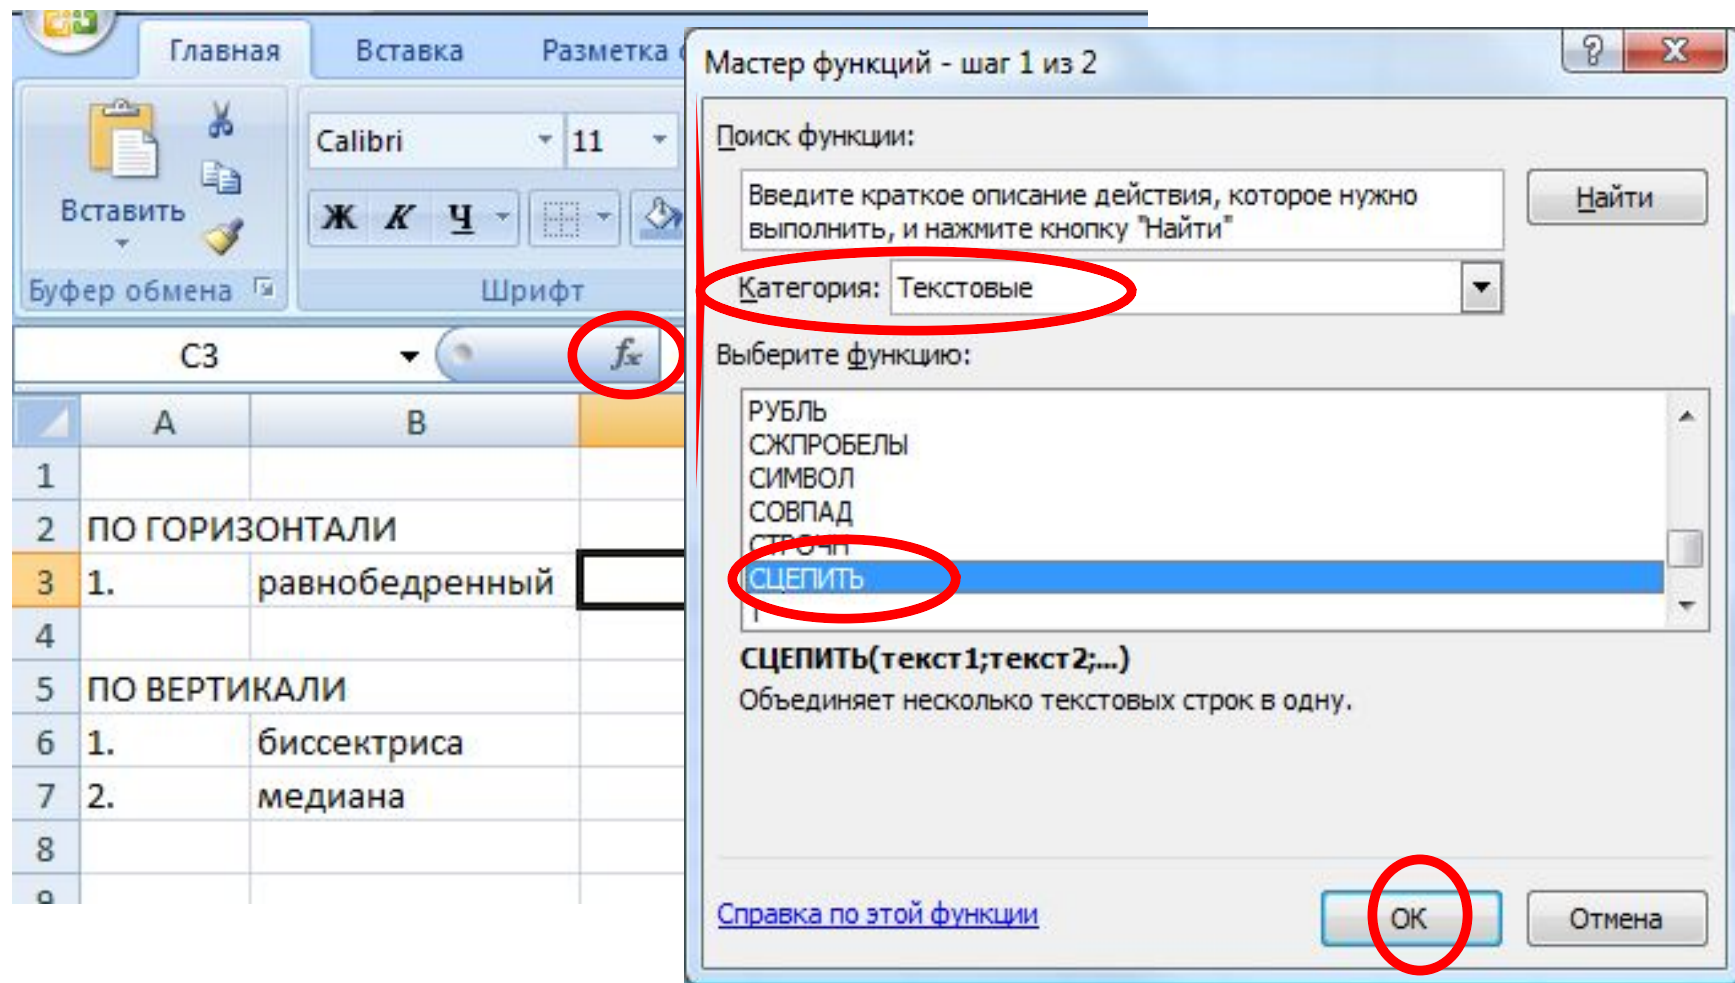 Главная Вставка Разметка
Вставить
Буфер обмена
Calibri 11
Ж К Ч
Шрифт
C3 fx
A B
1
2 ПО ГОРИЗОНТАЛИ
3 1. равнобедренный
4
5 ПО ВЕРТИКАЛИ
6 1. биссектриса
7 2. медиана
8
9
Мастер функций - шаг 1 из 2
?
Поиск функции:
Введите краткое описание действия, которое нужно
выполнить, и нажмите кнопку "Найти"
Найти
Категория: Текстовые
Выберите функцию:
РУБЛЬ
СЖПРОБЕЛЫ
СИМВОЛ
СОВПАД
СТРОЧН
СЦЕПИТЬ
СЦЕПИТЬ(текст1;текст2;...)
Объединяет несколько текстовых строк в одну.
Справка по этой функции
ОК
Отмена